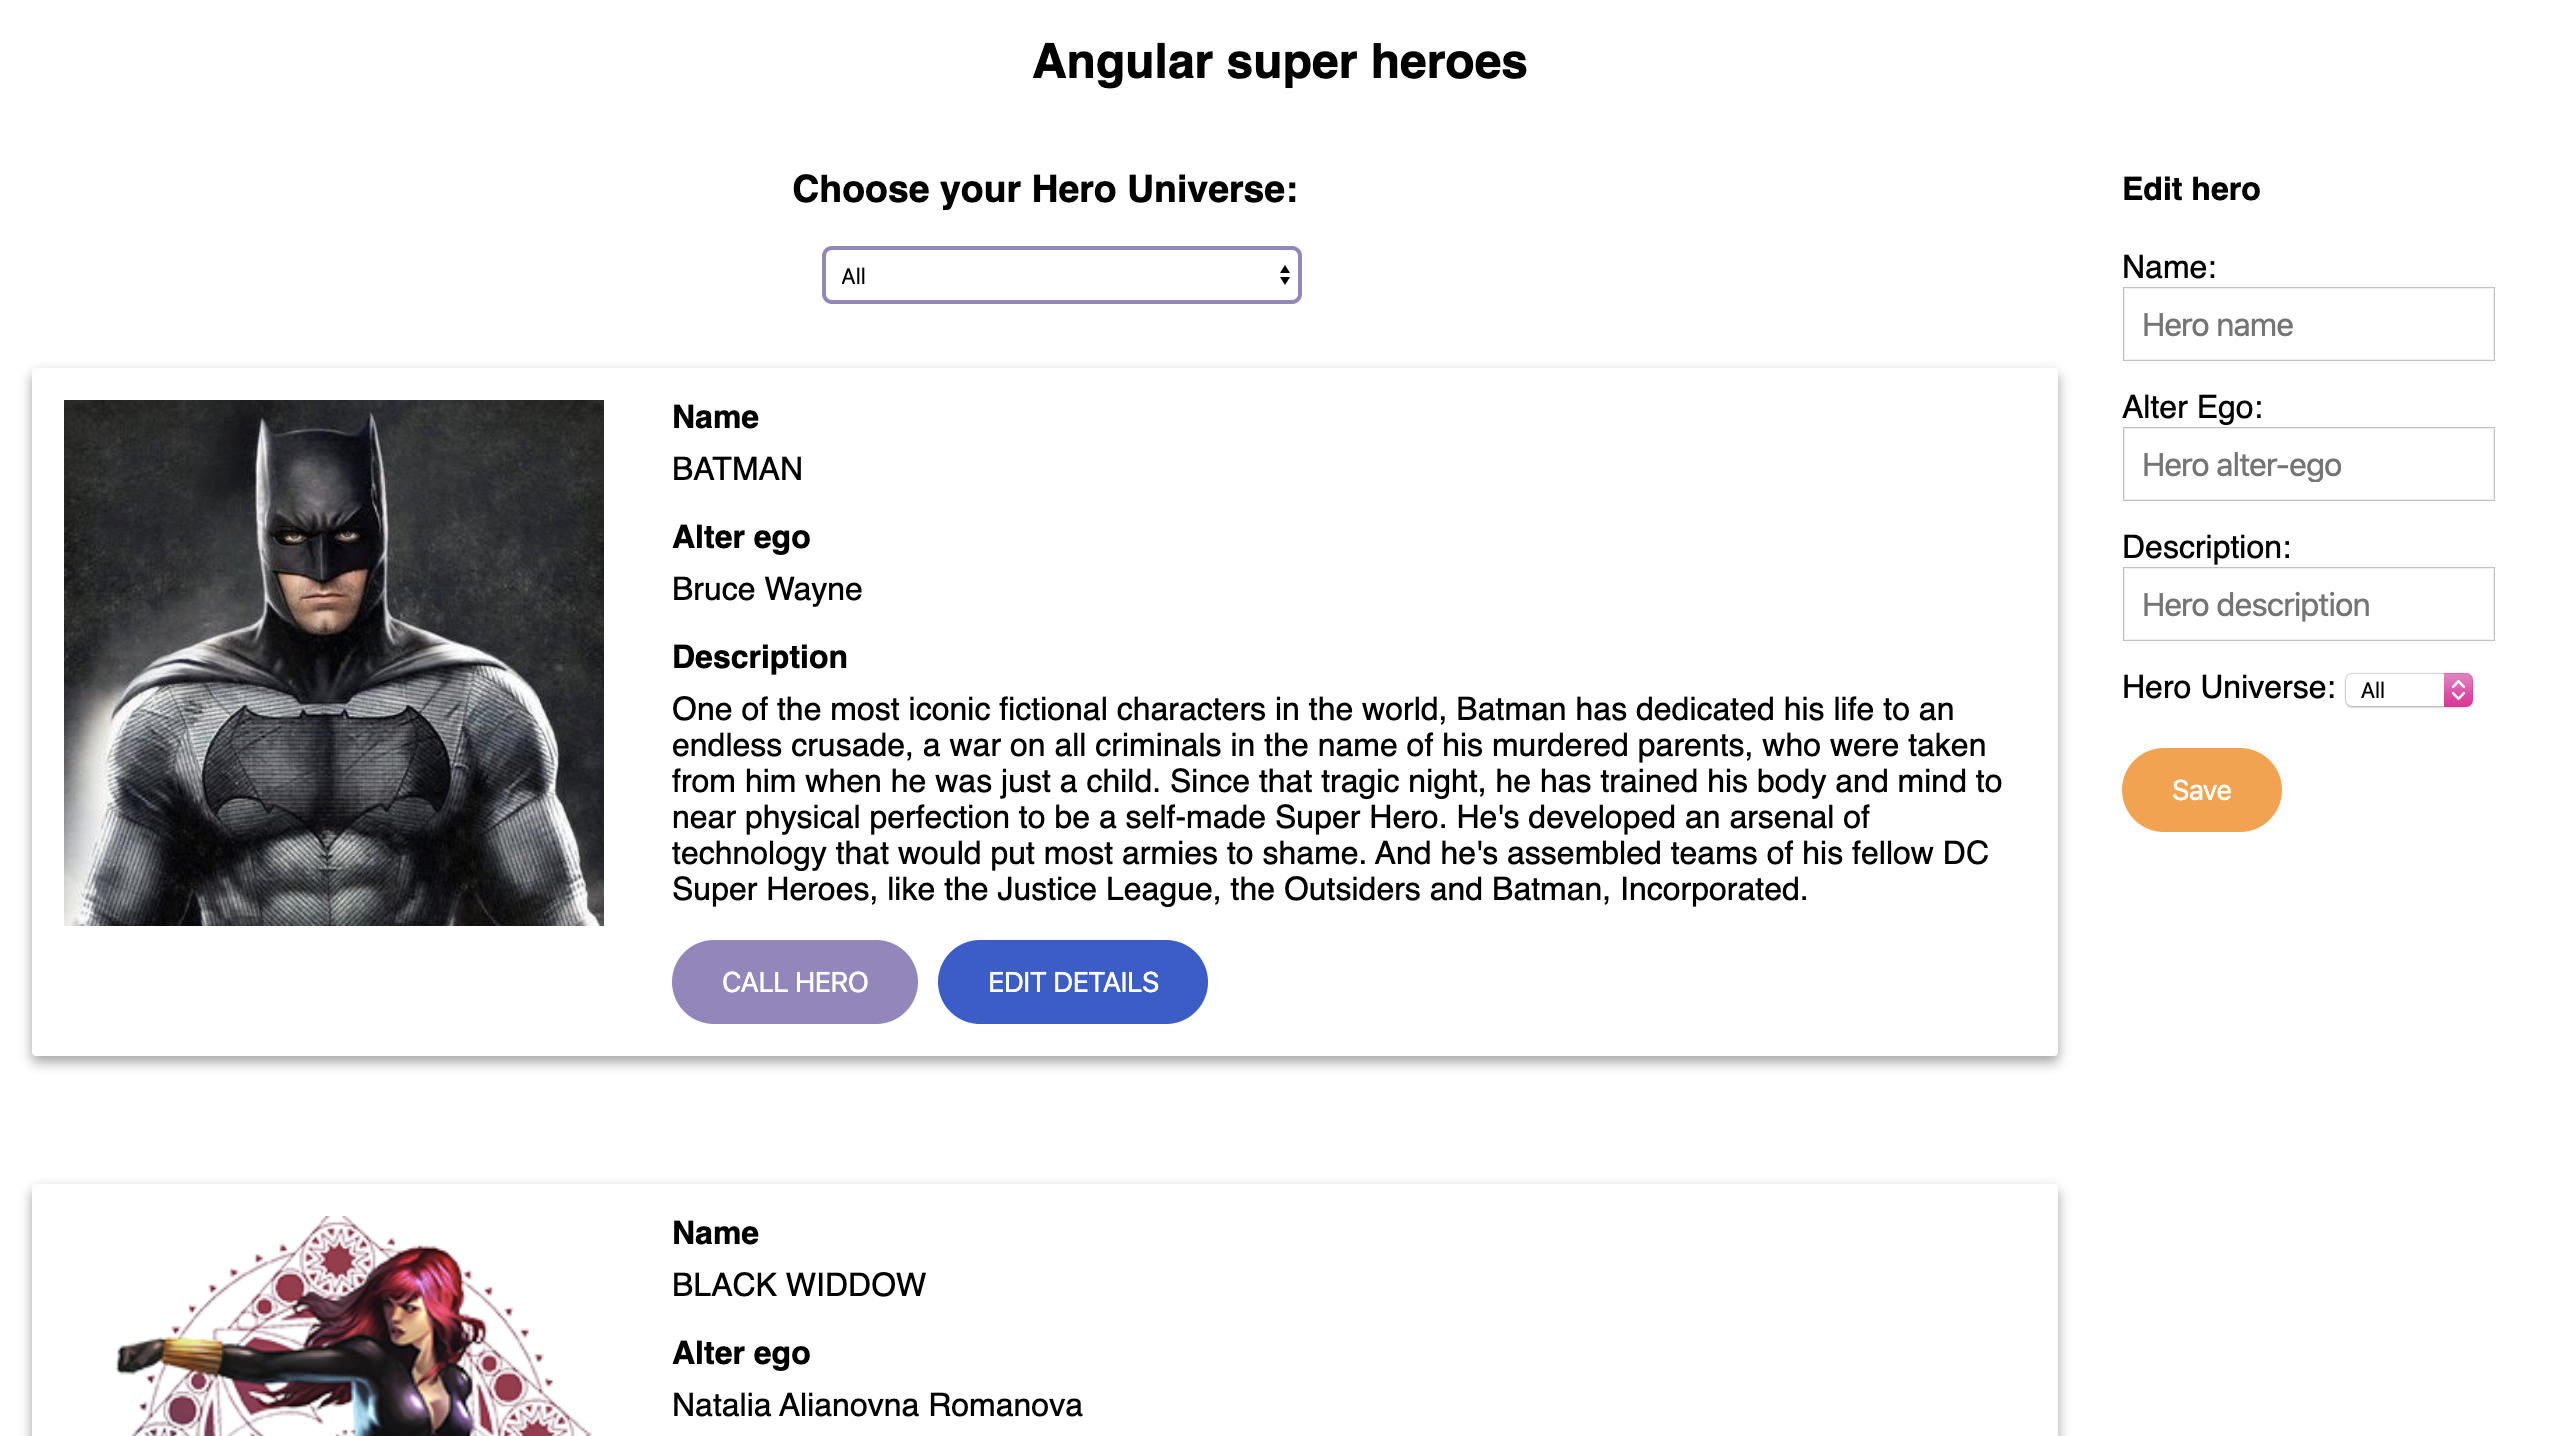 Angular super heroes
Choose your Hero Universe:
All
Name
BATMAN
Alter ego
Bruce Wayne
Description
One of the most iconic fictional characters in the world, Batman has dedicated his life to an
endless crusade, a war on all criminals in the name of his murdered parents, who were taken
from him when he was just a child. Since that tragic night, he has trained his body and mind to
near physical perfection to be a self-made Super Hero. He's developed an arsenal of
technology that would put most armies to shame. And he's assembled teams of his fellow DC
Super Heroes, like the Justice League, the Outsiders and Batman, Incorporated.
CALL HERO
EDIT DETAILS
Name
BLACK WIDDOW
Alter ego
Natalia Alianovna Romanova
Edit hero
Name:
Hero name
Alter Ego:
Hero alter-ego
Description:
Hero description
Hero Universe: All
Save